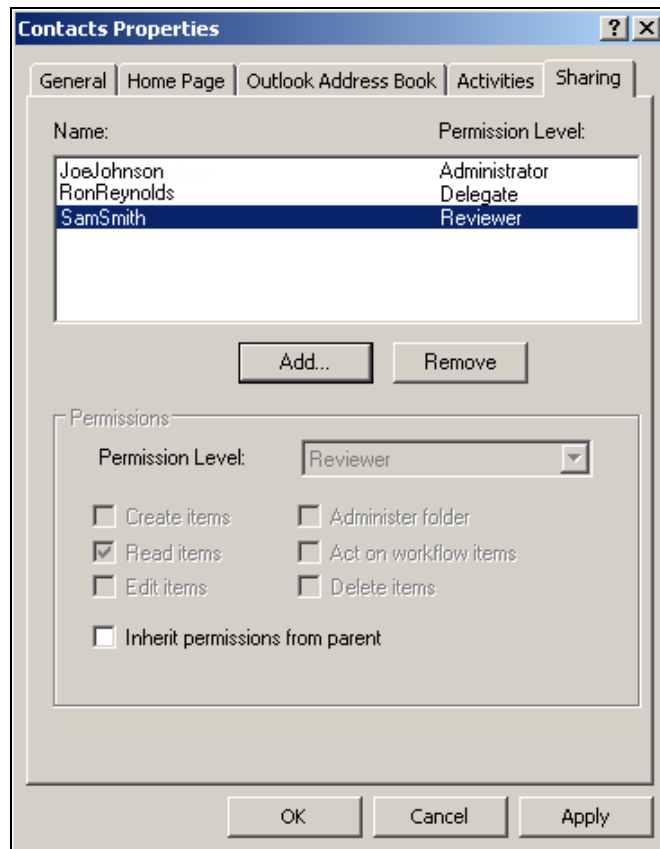 Contacts Properties
General Home Page Outlook Address Book Activities Sharing
Name: Permission Level:
JoeJohnson Administrator
RonReynolds Delegate
SamSmith Reviewer
Add... Remove
Permissions
Permission Level: Reviewer
Create items Administer folder
Read items Act on workflow items
Edit items Delete items
Inherit permissions from parent
OK Cancel Apply